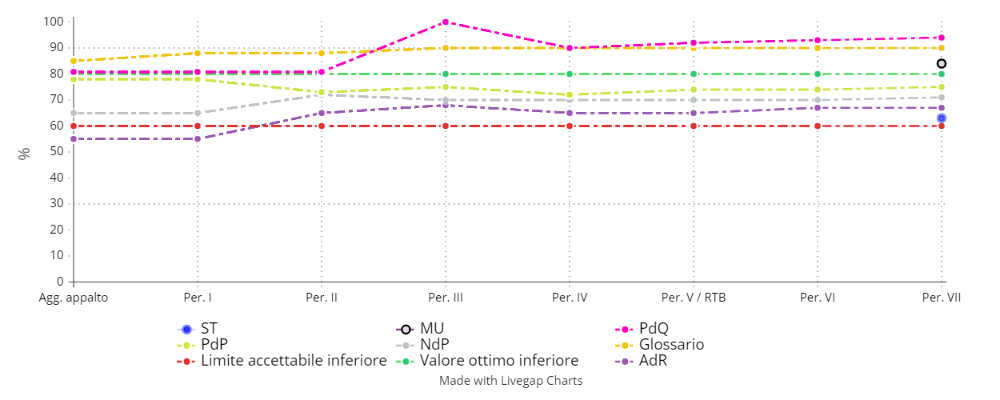 100
90
80
70
60
50
40
30
20
10
0
%
Agg. appalto Per. I Per. II Per. III Per. IV Per. V / RTB Per. VI Per. VII
ST MU PdQ
PdP NdP Glossario
Limite accettabile inferiore Valore ottimo inferiore AdR
Made with Livegap Charts